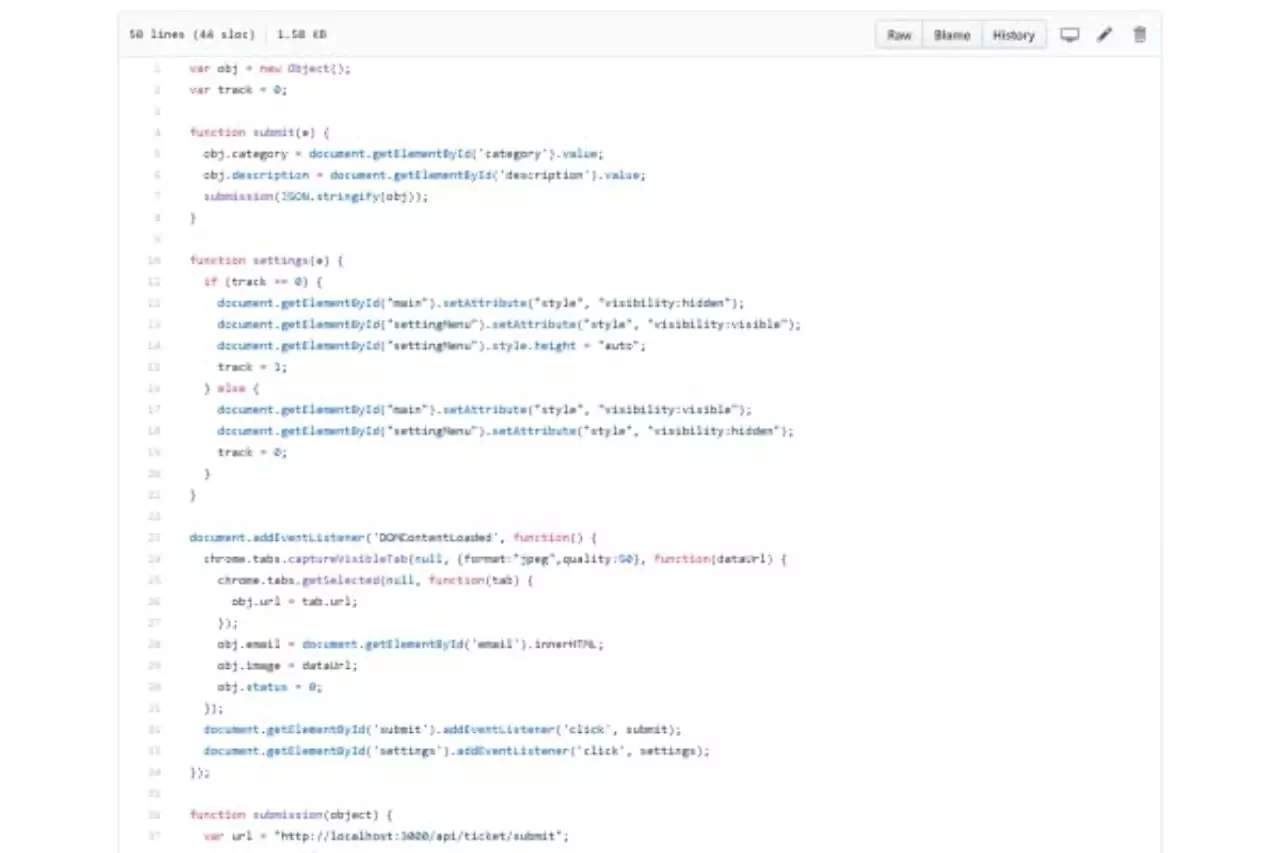 50 lines (44 sloc) 1.58 KB Raw Blame History
1 var obj = new Object();
2 var track = 0;
3
4 function submit(e) {
5 obj.category = document.getElementById('category').value;
6 obj.description = document.getElementById('description').value;
7 submission(JSON.stringify(obj));
8 }
9
10 function settings(e) {
11 if (track == 0) {
12 document.getElementById("main").setAttribute("style", "visibility:hidden");
13 document.getElementById("settingMenu").setAttribute("style", "visibility:visible");
14 document.getElementById("settingMenu").style.height = "auto";
15 track = 1;
16 } else {
17 document.getElementById("main").setAttribute("style", "visibility:visible");
18 document.getElementById("settingMenu").setAttribute("style", "visibility:hidden");
19 track = 0;
20 }
21 }
22
23 document.addEventListener('DOMContentLoaded', function() {
24 chrome.tabs.captureVisibleTab(null, {format:"jpeg",quality:50}, function(dataUrl) {
25 chrome.tabs.getSelected(null, function(tab) {
26 obj.url = tab.url;
27 });
28 obj.email = document.getElementById('email').innerHTML;
29 obj.image = dataUrl;
30 obj.status = 0;
31 });
32 document.getElementById('submit').addEventListener('click', submit);
33 document.getElementById('settings').addEventListener('click', settings);
34 });
35
36 function submission(object) {
37 var url = "http://localhost:3000/api/ticket/submit";